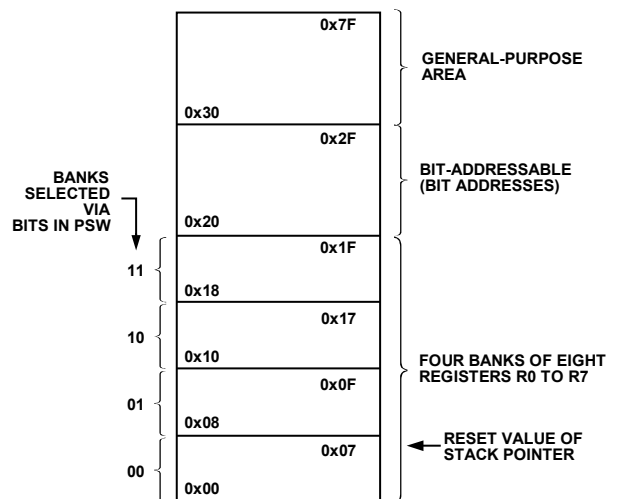 0x7F
GENERAL-PURPOSE
AREA
0x30
0x2F
BIT-ADDRESSABLE
(BIT ADDRESSES)
BANKS
SELECTED
VIA
BITS IN PSW
0x20
0x1F
11
0x18
0x17
10
0x10
FOUR BANKS OF EIGHT
REGISTERS R0 TO R7
0x0F
01
0x08
RESET VALUE OF
STACK POINTER
0x07
00
0x00